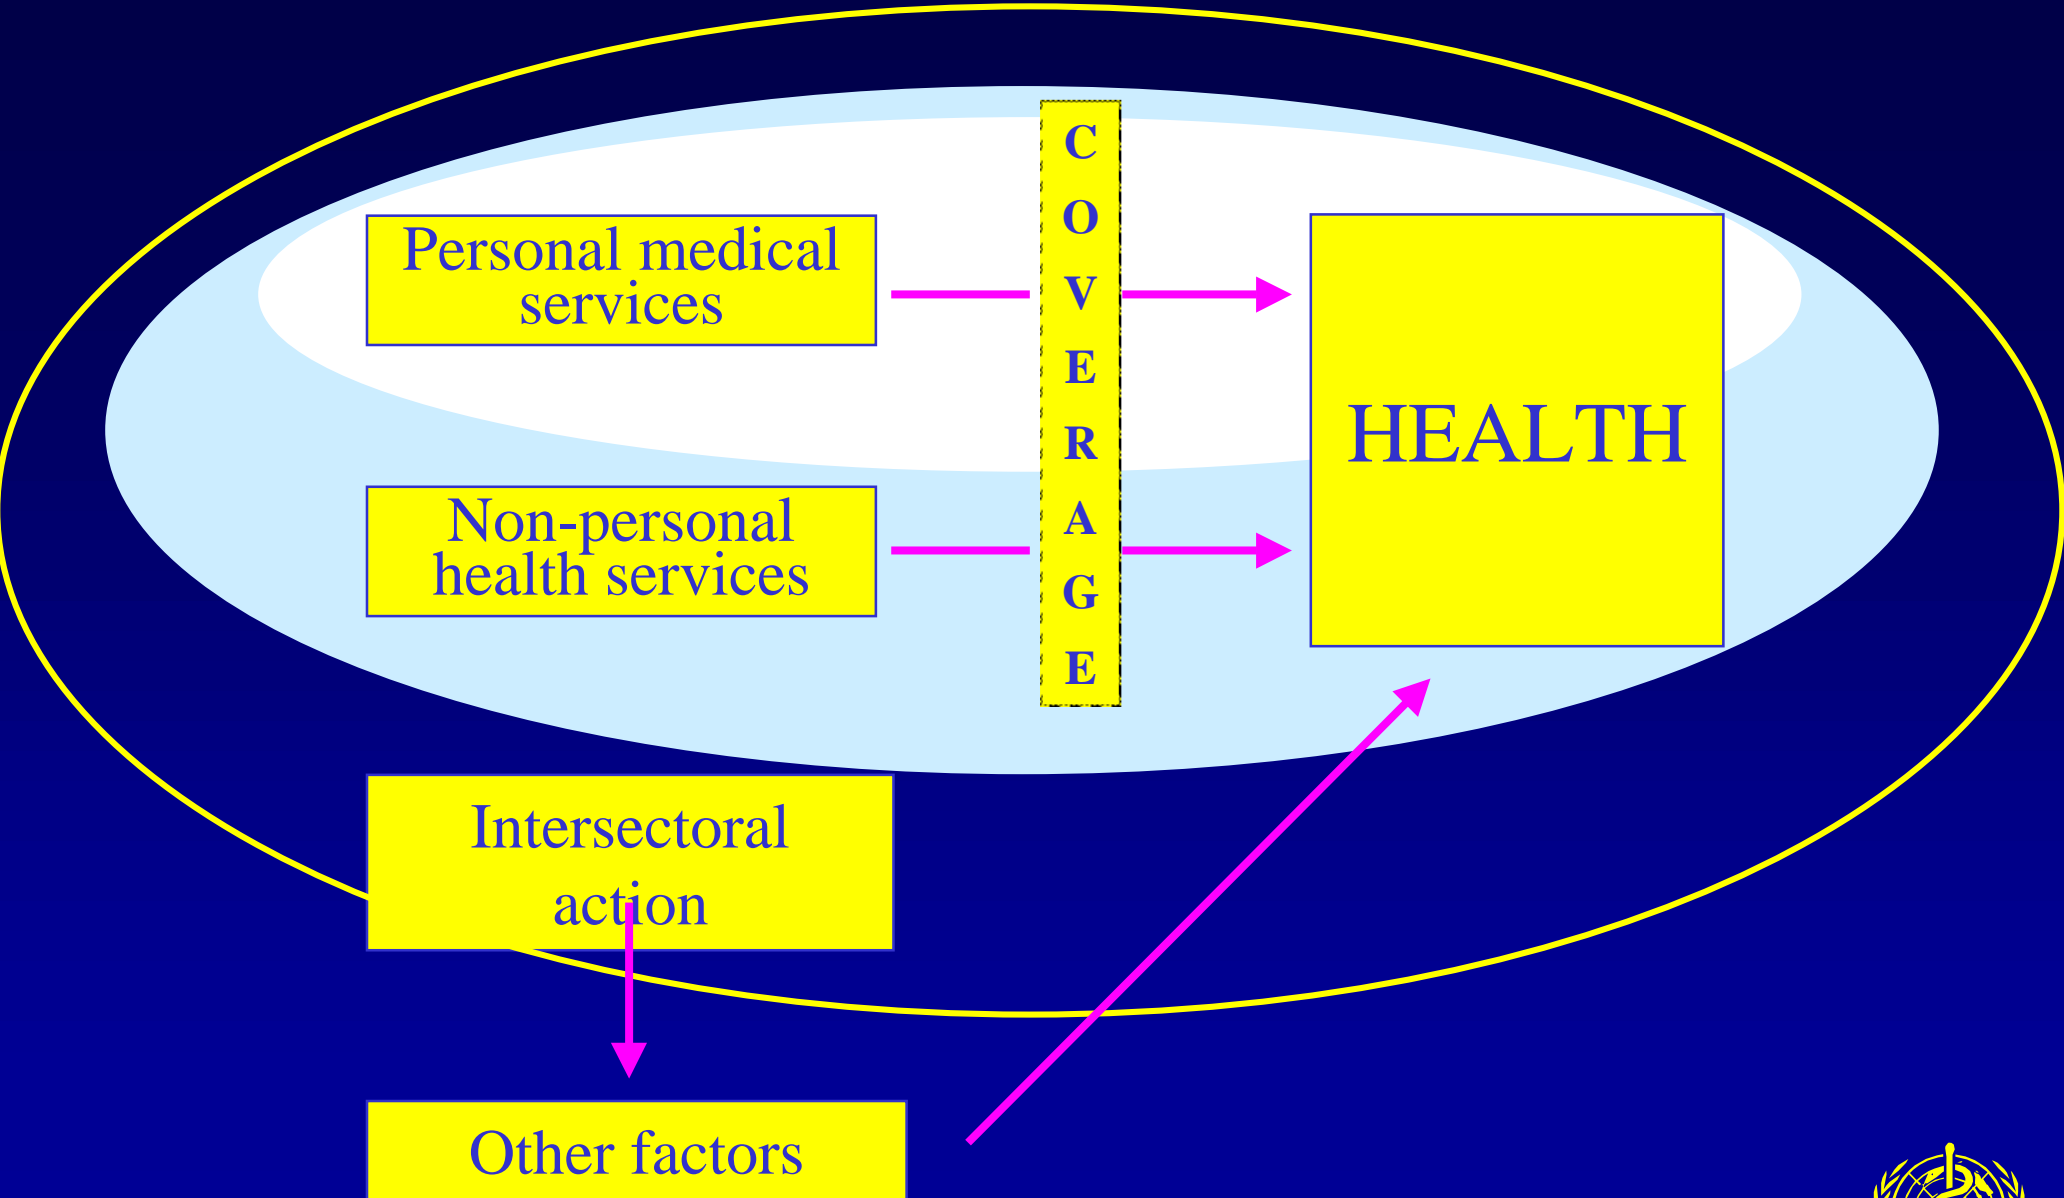 Personal medical
services
C
O
V
E
R
A
G
E
HEALTH
Non-personal
health services
Intersectoral
action
Other factors